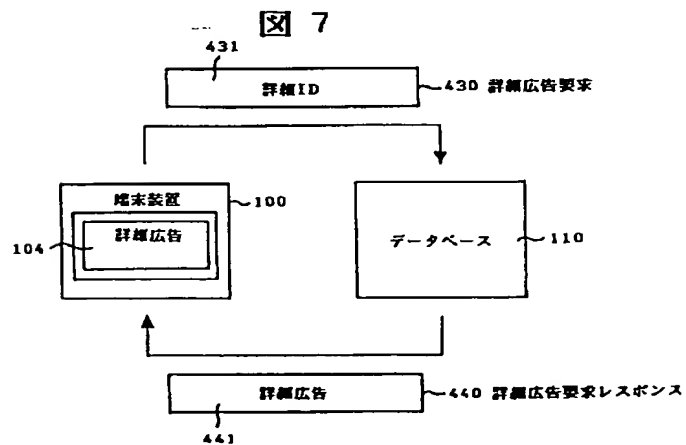 図 7
431
詳細ID
430 詳細広告要求
端末装置
100
104
詳細広告
データベース
110
詳細広告
440 詳細広告要求レスポンス
441